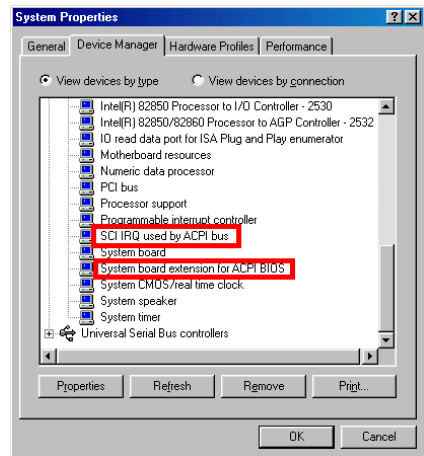 System Properties
General Device Manager Hardware Profiles Performance
View devices by type View devices by connection
Intel(R) 82850 Processor to I/O Controller - 2530
Intel(R) 82850/82860 Processor to AGP Controller - 2532
IO read data port for ISA Plug and Play enumerator
Motherboard resources
Numeric data processor
PCI bus
Processor support
Programmable interrupt controller
SCI IRQ used by ACPI bus
System board
System board extension for ACPI BIOS
System CMOS/real time clock
System speaker
System timer
Universal Serial Bus controllers
Properties Refresh Remove Print...
OK Cancel